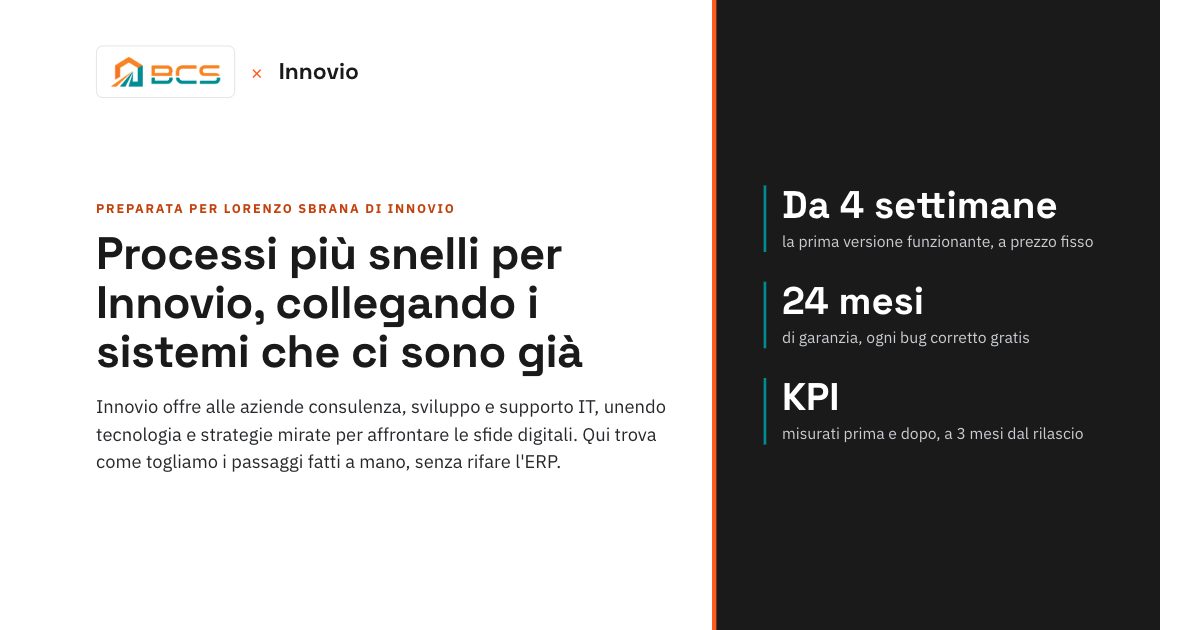 BCS × Innovio
PREPARATA PER LORENZO SBRANA DI INNOVIO
Processi più snelli per
Innovio, collegando i
sistemi che ci sono già
Innovio offre alle aziende consulenza, sviluppo e supporto IT, unendo
tecnologia e strategie mirate per affrontare le sfide digitali. Qui trova
come togliamo i passaggi fatti a mano, senza rifare l'ERP.
Da 4 settimane
la prima versione funzionante, a prezzo fisso
24 mesi
di garanzia, ogni bug corretto gratis
KPI
misurati prima e dopo, a 3 mesi dal rilascio